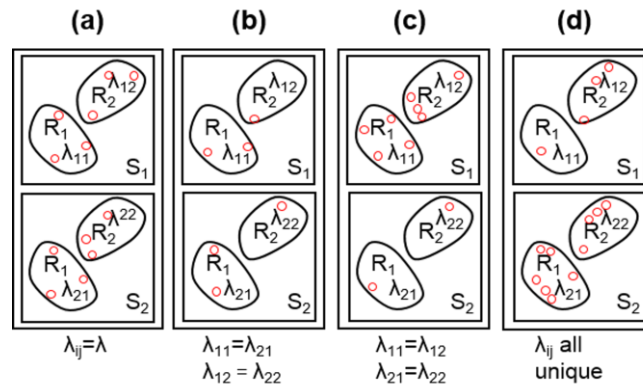 (a) (b) (c) (d)
λ₁₂ λ₁₂ λ₁₂ λ₁₂
R₂ R₂ R₂ R₂
R₁ R₁ R₁ R₁
λ₁₁ λ₁₁ λ₁₁ λ₁₁
S₁ S₁ S₁ S₁
λ²² λ₂₂ λ₂₂ λ₂₂
R₂ R₂ R₂ R₂
R₁ R₁ R₁ R₁
λ₂₁ λ₂₁ λ₂₁ λ₂₁
S₂ S₂ S₂ S₂
λᵢⱼ=λ λ₁₁=λ₂₁ λ₁₁=λ₁₂ λᵢⱼ all
λ₁₂ = λ₂₂ λ₂₁=λ₂₂ unique